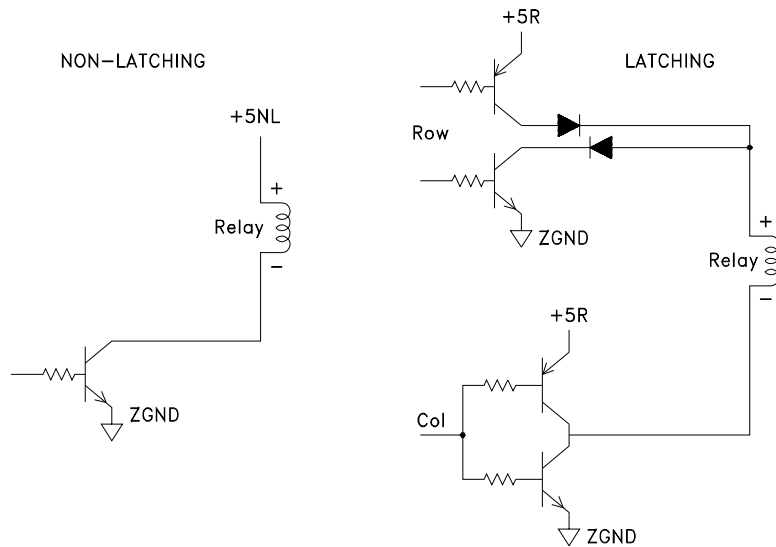 NON-LATCHING
+5NL
+
Relay
−
ZGND
LATCHING
+5R
Row
ZGND
+
Relay
−
+5R
Col
ZGND